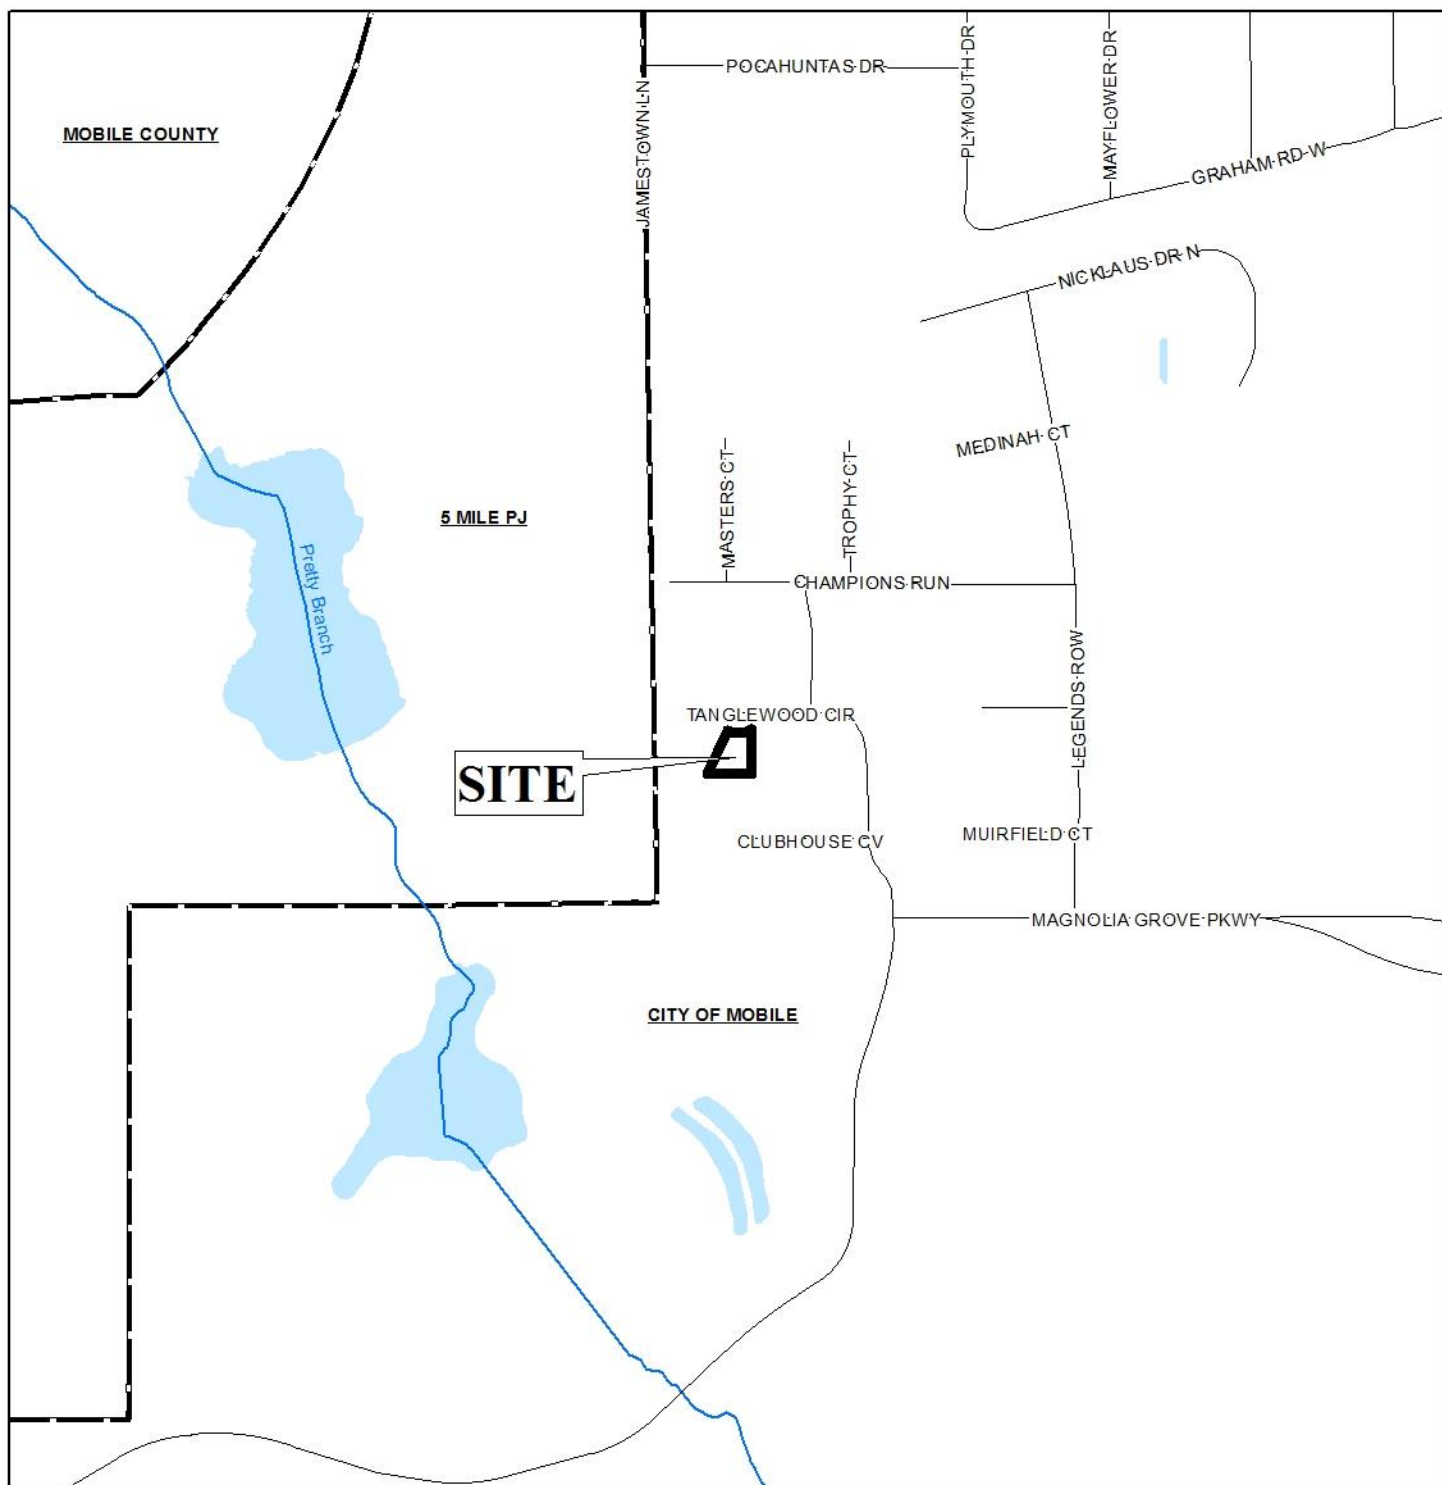 POCAHUNTAS DR
PLYMOUTH DR
MAYFLOWER DR
MOBILE COUNTY
JAMESTOWN LN
GRAHAM RD W
NICKLAUS DR N
MEDINAH CT
MASTERS CT
TROPHY CT
5 MILE PJ
Pretty Branch
CHAMPIONS RUN
LEGENDS ROW
TANGLEWOOD CIR
SITE
CLUBHOUSE CV
MUIRFIELD CT
MAGNOLIA GROVE PKWY
CITY OF MOBILE